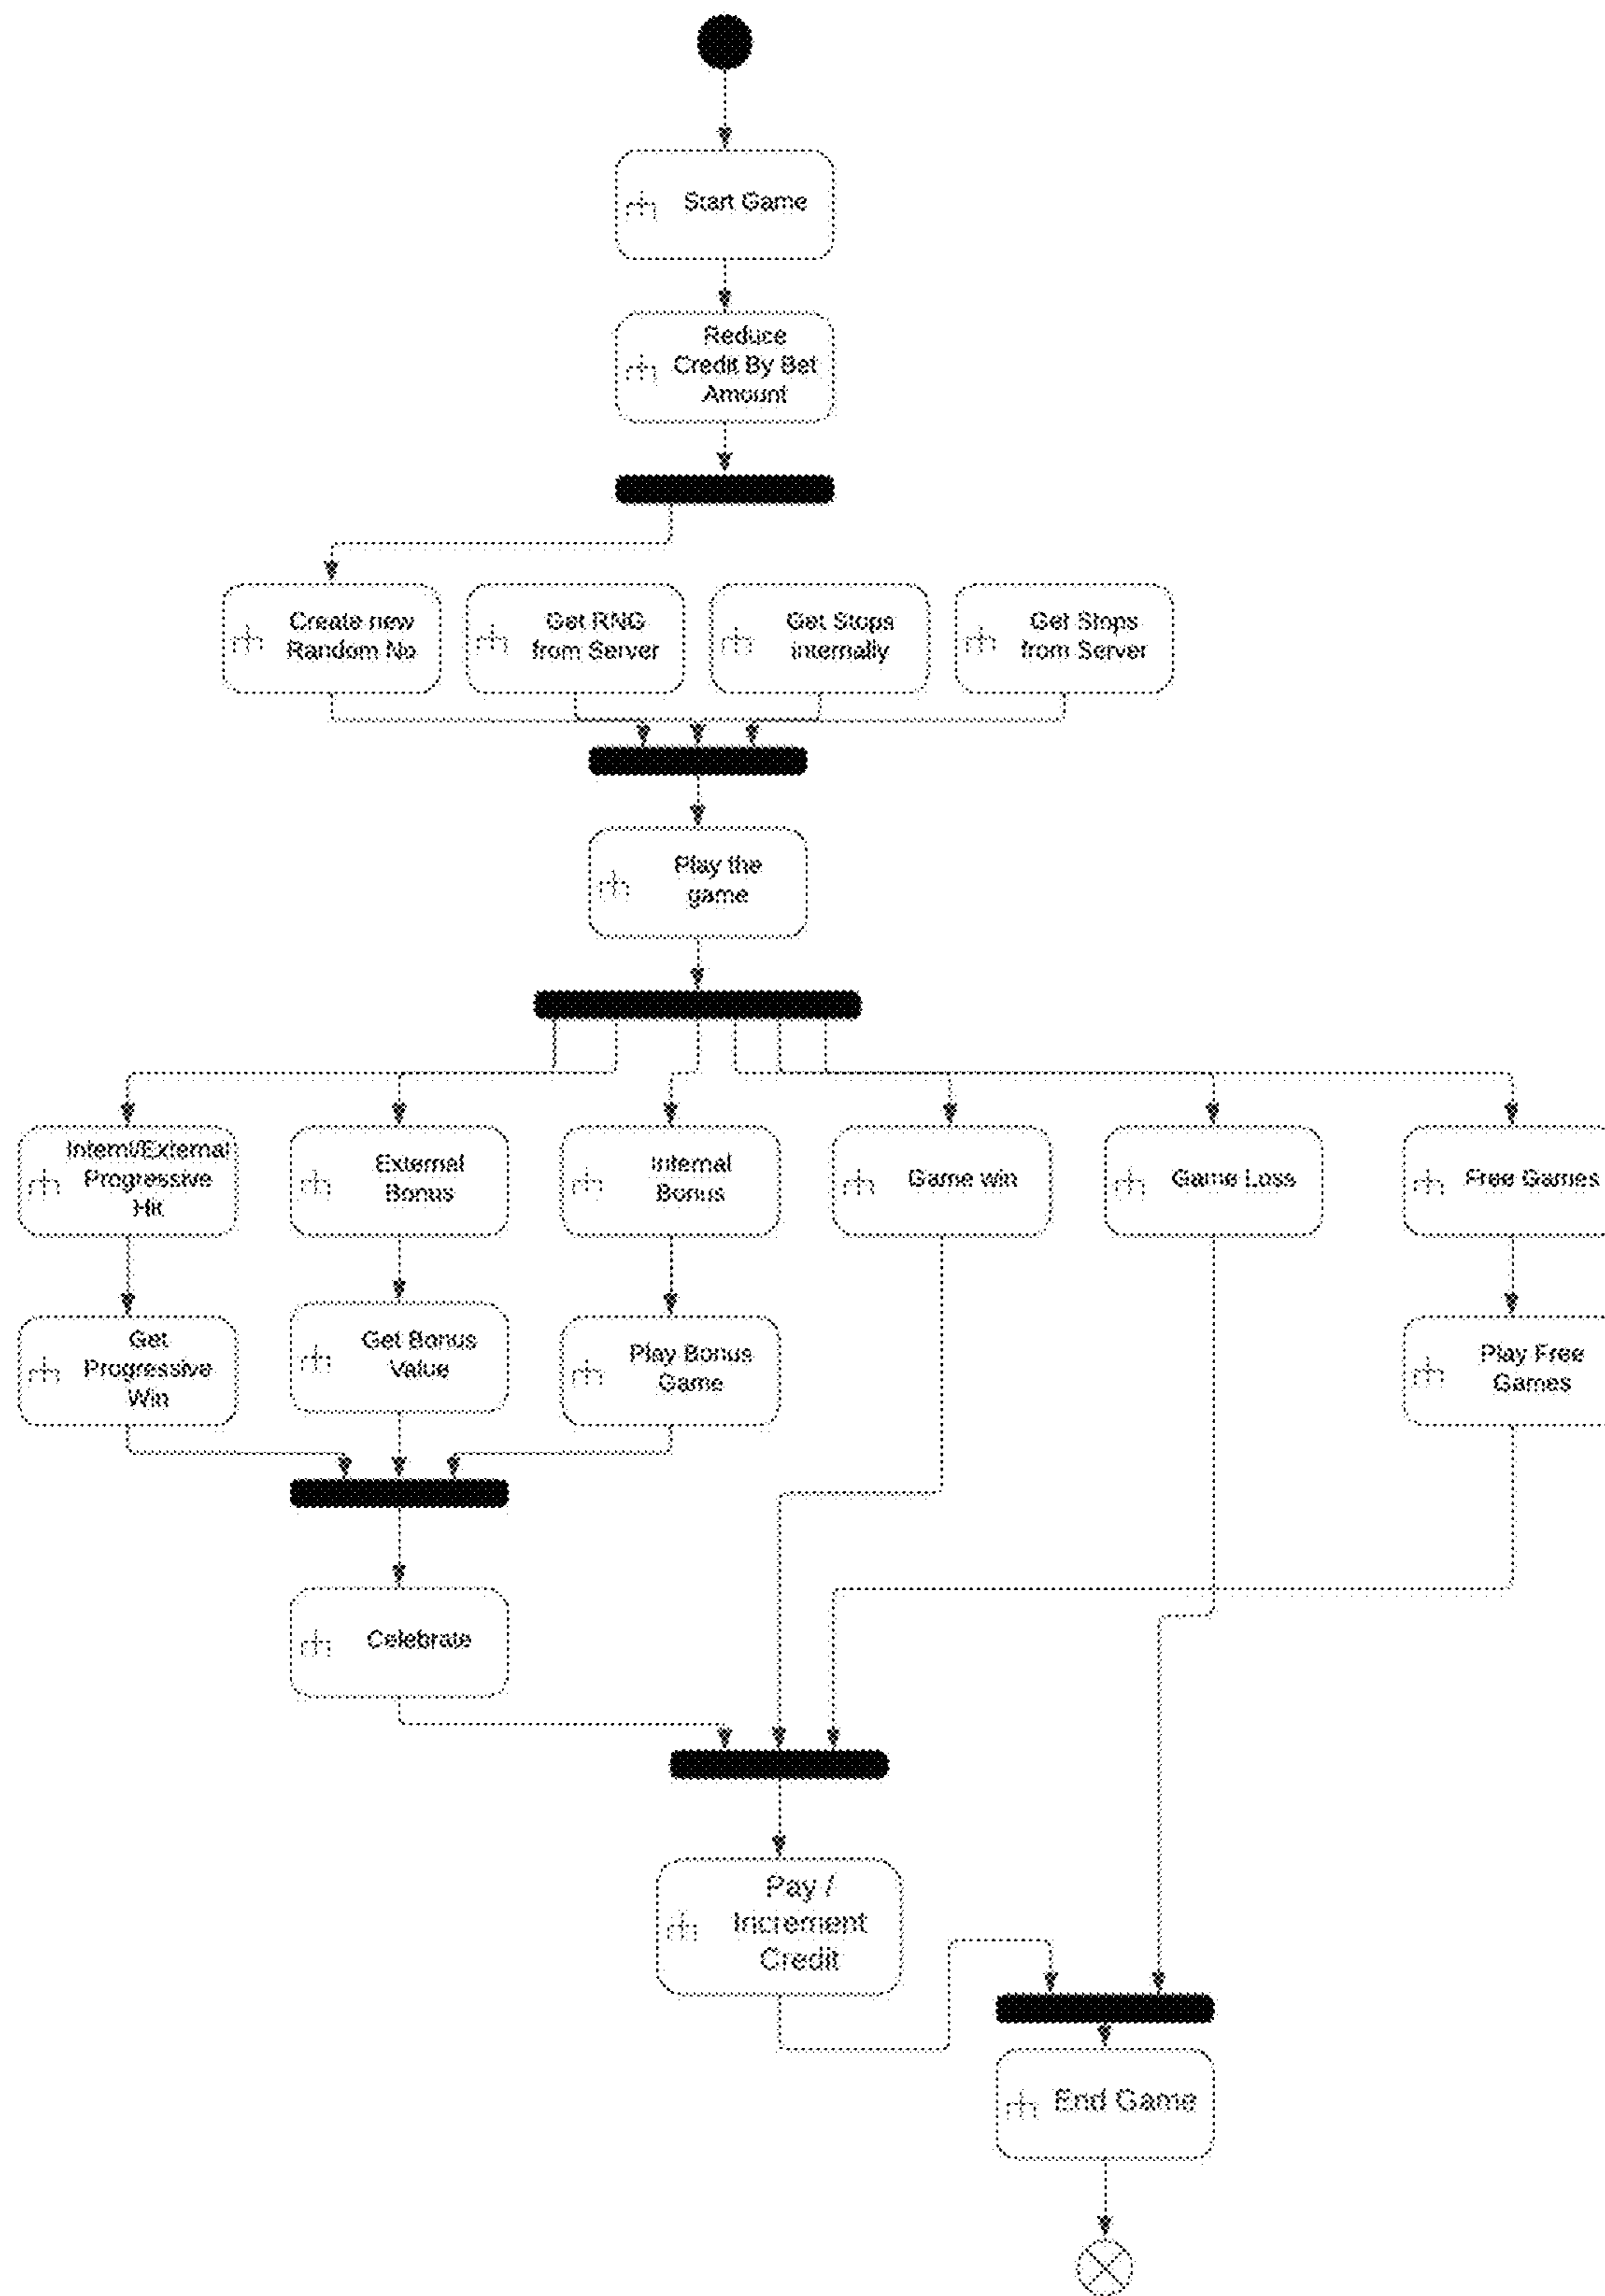 Start Game
Reduce
Credit By Bet
Amount
Create new
Random No
Get RNG
from Server
Get Stops
internally
Get Stops
from Server
Play the
game
Internl/External
Progressive
Hit
External
Bonus
Internal
Bonus
Game win
Game Loss
Free Games
Get
Progressive
Win
Get Bonus
Value
Play Bonus
Game
Play Free
Games
Celebrate
Pay /
Increment
Credit
End Game